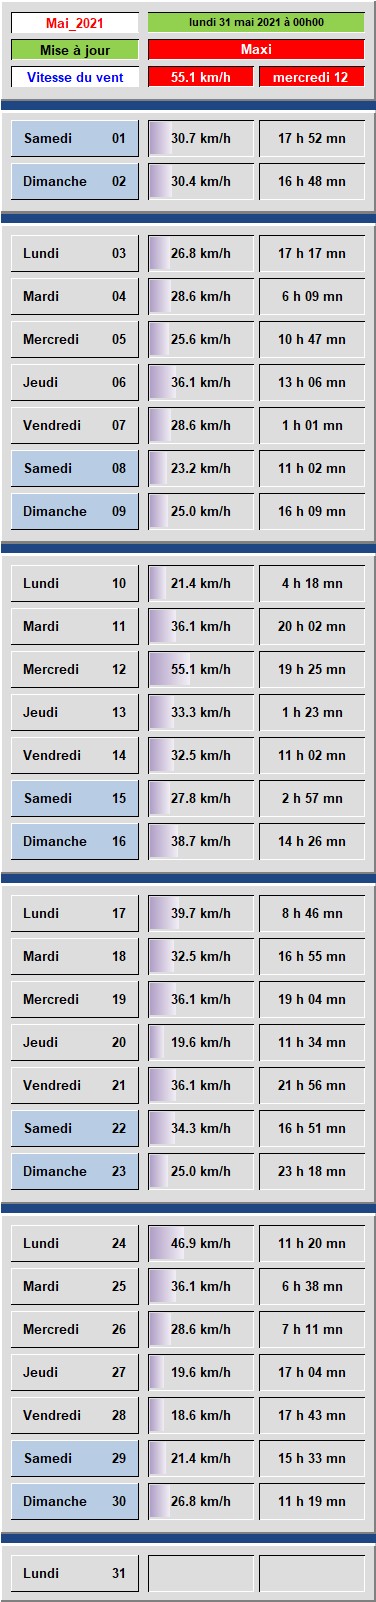 Mai_2021 lundi 31 mai 2021 à 00h00
Mise à jour Maxi
Vitesse du vent 55.1 km/h mercredi 12
Samedi 01 30.7 km/h 17 h 52 mn
Dimanche 02 30.4 km/h 16 h 48 mn
Lundi 03 26.8 km/h 17 h 17 mn
Mardi 04 28.6 km/h 6 h 09 mn
Mercredi 05 25.6 km/h 10 h 47 mn
Jeudi 06 36.1 km/h 13 h 06 mn
Vendredi 07 28.6 km/h 1 h 01 mn
Samedi 08 23.2 km/h 11 h 02 mn
Dimanche 09 25.0 km/h 16 h 09 mn
Lundi 10 21.4 km/h 4 h 18 mn
Mardi 11 36.1 km/h 20 h 02 mn
Mercredi 12 55.1 km/h 19 h 25 mn
Jeudi 13 33.3 km/h 1 h 23 mn
Vendredi 14 32.5 km/h 11 h 02 mn
Samedi 15 27.8 km/h 2 h 57 mn
Dimanche 16 38.7 km/h 14 h 26 mn
Lundi 17 39.7 km/h 8 h 46 mn
Mardi 18 32.5 km/h 16 h 55 mn
Mercredi 19 36.1 km/h 19 h 04 mn
Jeudi 20 19.6 km/h 11 h 34 mn
Vendredi 21 36.1 km/h 21 h 56 mn
Samedi 22 34.3 km/h 16 h 51 mn
Dimanche 23 25.0 km/h 23 h 18 mn
Lundi 24 46.9 km/h 11 h 20 mn
Mardi 25 36.1 km/h 6 h 38 mn
Mercredi 26 28.6 km/h 7 h 11 mn
Jeudi 27 19.6 km/h 17 h 04 mn
Vendredi 28 18.6 km/h 17 h 43 mn
Samedi 29 21.4 km/h 15 h 33 mn
Dimanche 30 26.8 km/h 11 h 19 mn
Lundi 31